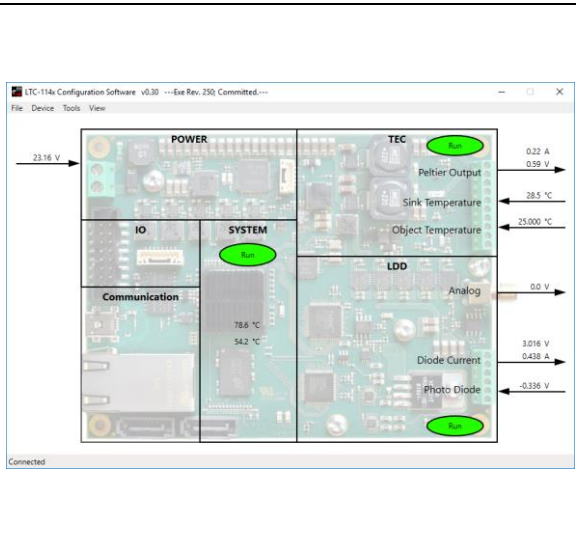 LTC-114x Configuration Software v0.30 ---Exe Rev. 250; Committed.---
File Device Tools View
POWER
TEC
Run
0.22 A
23.16 V
0.59 V
Peltier Output
Sink Temperature
28.5 °C
IO
SYSTEM
Object Temperature
25.000 °C
Run
LDD
Communication
Analog
0.0 V
78.6 °C
54.2 °C
3.016 V
Diode Current
0.438 A
Photo Diode
-0.336 V
Run
Connected